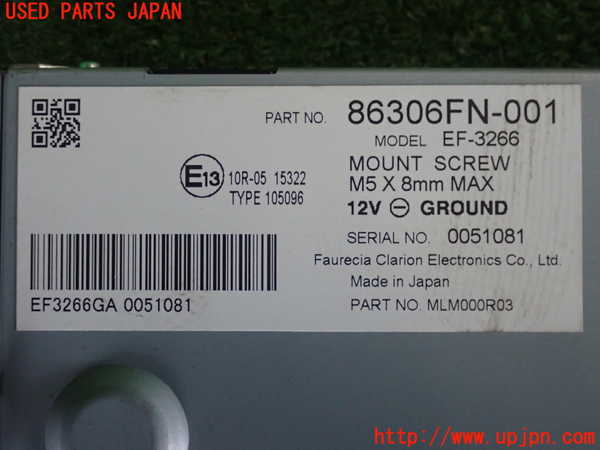 USED PARTS JAPAN
PART NO. 86306FN-001
MODEL EF-3266
MOUNT SCREW
M5 X 8mm MAX
12V ⊖ GROUND
E13 10R-05 15322
TYPE 105096
SERIAL NO. 0051081
Faurecia Clarion Electronics Co., Ltd.
Made in Japan
EF3266GA 0051081
PART NO. MLM000R03
http://www.upjpn.com/